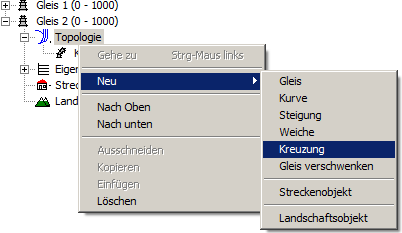 Gleis 1 (0 - 1000)
Gleis 2 (0 - 1000)
Topologie
K
Eiger
Strec
Land
Gehe zu Strg-Maus links
Neu
Nach Oben
Nach unten
Ausschneiden
Kopieren
Einfügen
Löschen
Gleis
Kurve
Steigung
Weiche
Kreuzung
Gleis verschwenken
Streckenobjekt
Landschaftsobjekt